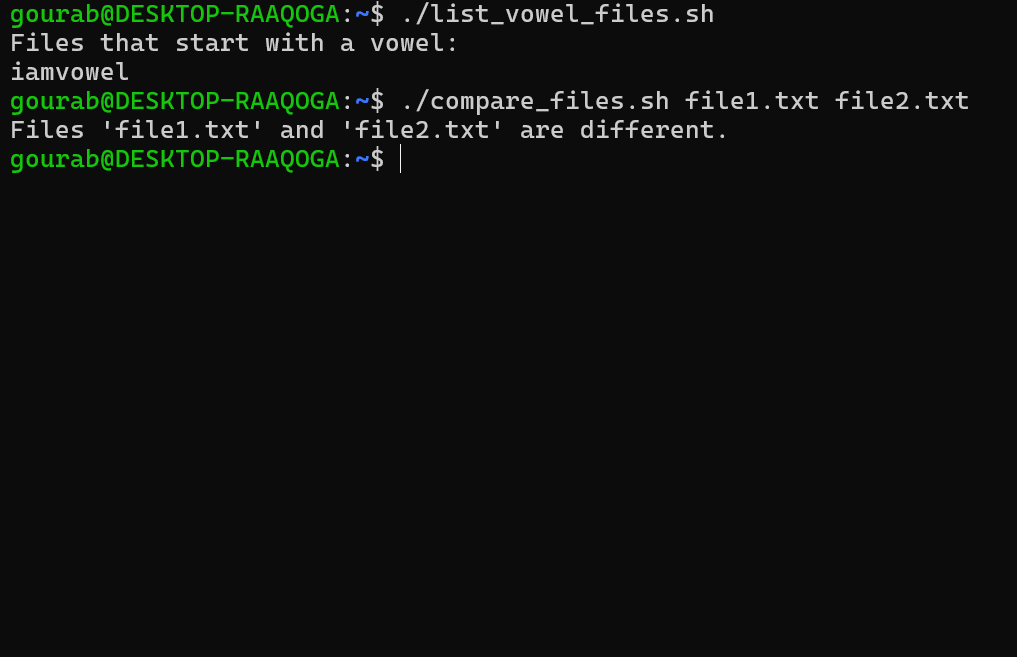 gourab@DESKTOP-RAAQOGA:~$ ./list_vowel_files.sh
Files that start with a vowel:
iamvowel
gourab@DESKTOP-RAAQOGA:~$ ./compare_files.sh file1.txt file2.txt
Files 'file1.txt' and 'file2.txt' are different.
gourab@DESKTOP-RAAQOGA:~$